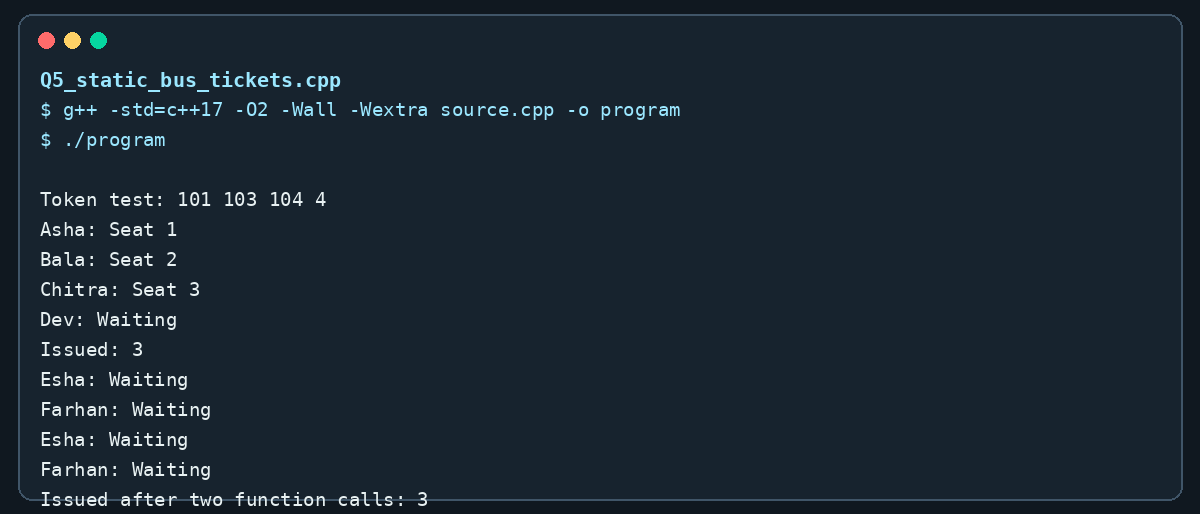 Q5_static_bus_tickets.cpp
$ g++ -std=c++17 -O2 -Wall -Wextra source.cpp -o program
$ ./program
Token test: 101 103 104 4
Asha: Seat 1
Bala: Seat 2
Chitra: Seat 3
Dev: Waiting
Issued: 3
Esha: Waiting
Farhan: Waiting
Esha: Waiting
Farhan: Waiting
Issued after two function calls: 3